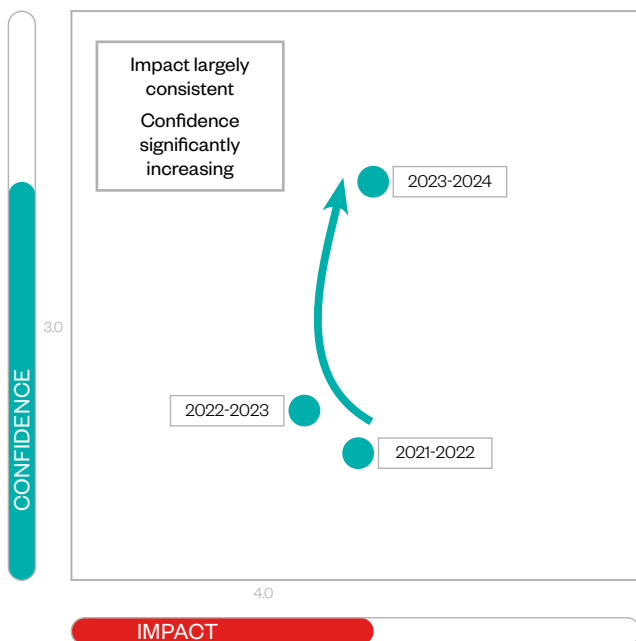 Impact largely
consistent
Confidence
significantly
increasing
2023-2024
3.0
2022-2023
2021-2022
CONFIDENCE
4.0
IMPACT